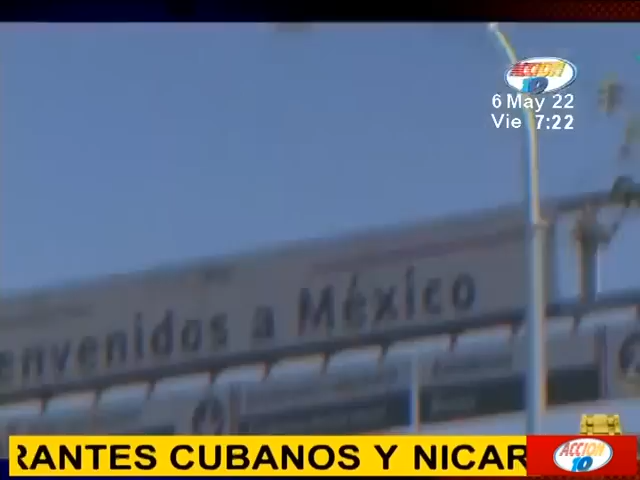 ACCION
10
6 May 22
Vie 7:22
envenidos a México
RANTES CUBANOS Y NICAR
ACCION
10